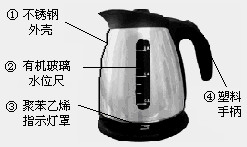 ① 不锈钢
外壳
② 有机玻璃
水位尺
③ 聚苯乙烯
指示灯罩
④ 塑料
手柄